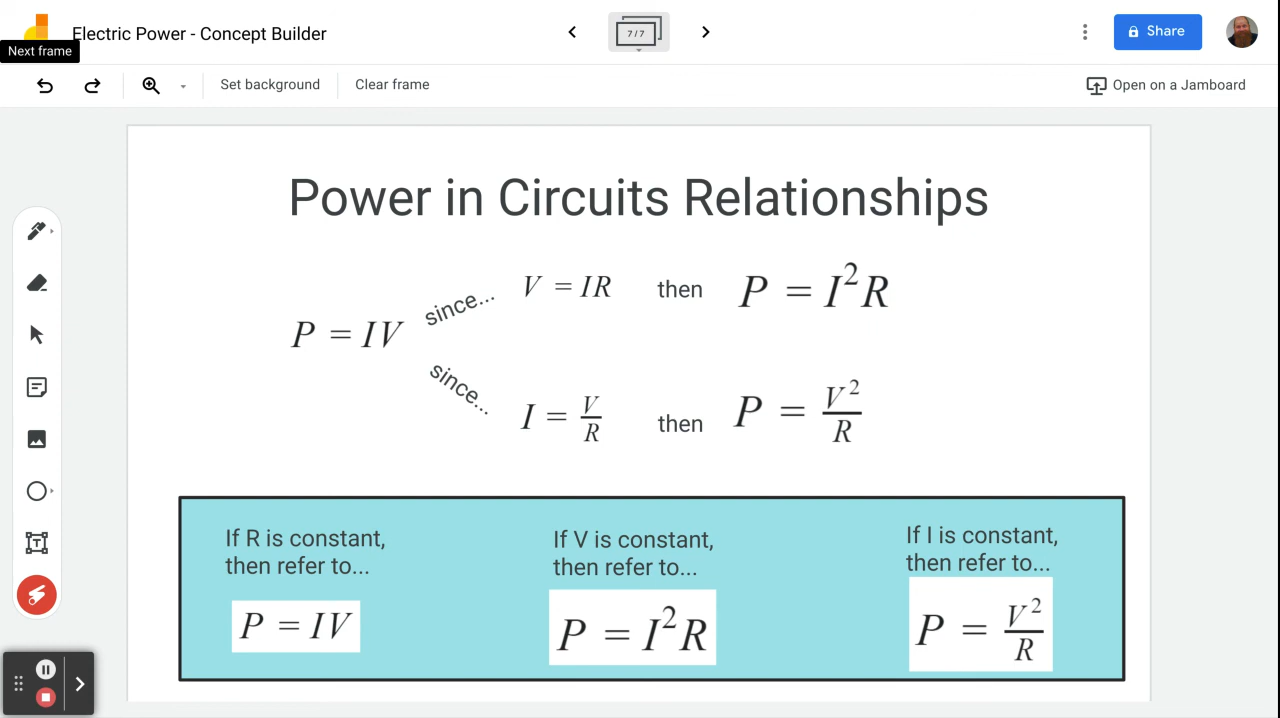 Electric Power - Concept Builder
7/7
Share
Next frame
Set background
Clear frame
Open on a Jamboard
Power in Circuits Relationships
P = IV
since...
V = IR
then
P = I²R
since...
I = V/R
then
P = V²/R
If R is constant,
then refer to...
P = IV
If V is constant,
then refer to...
P = I²R
If I is constant,
then refer to...
P = V²/R